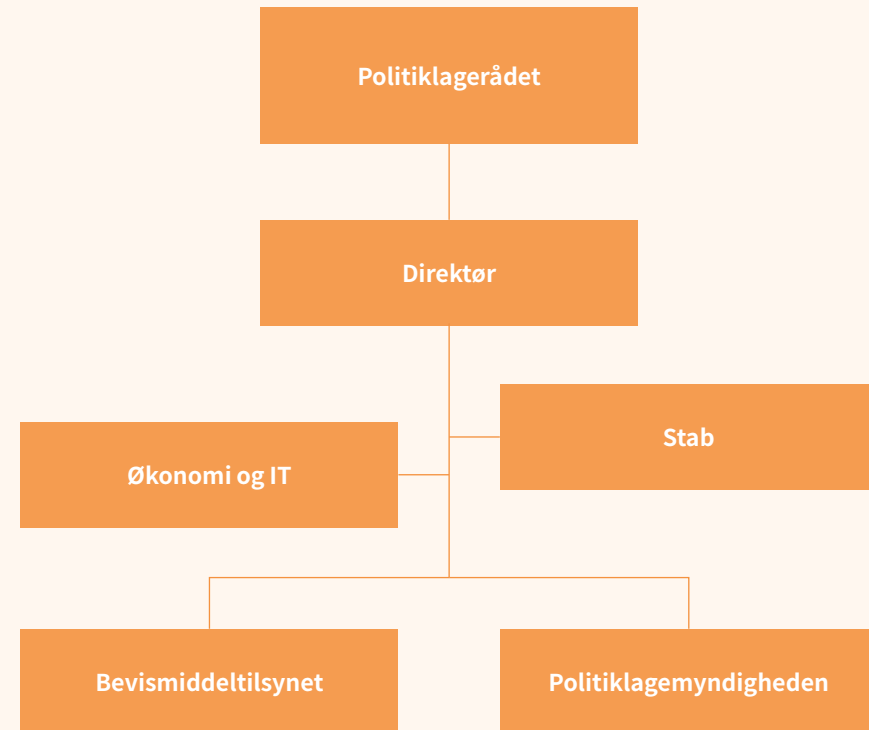 Politiklagerådet
Direktør
Stab
Økonomi og IT
Bevismiddeltilsynet
Politiklagemyndigheden